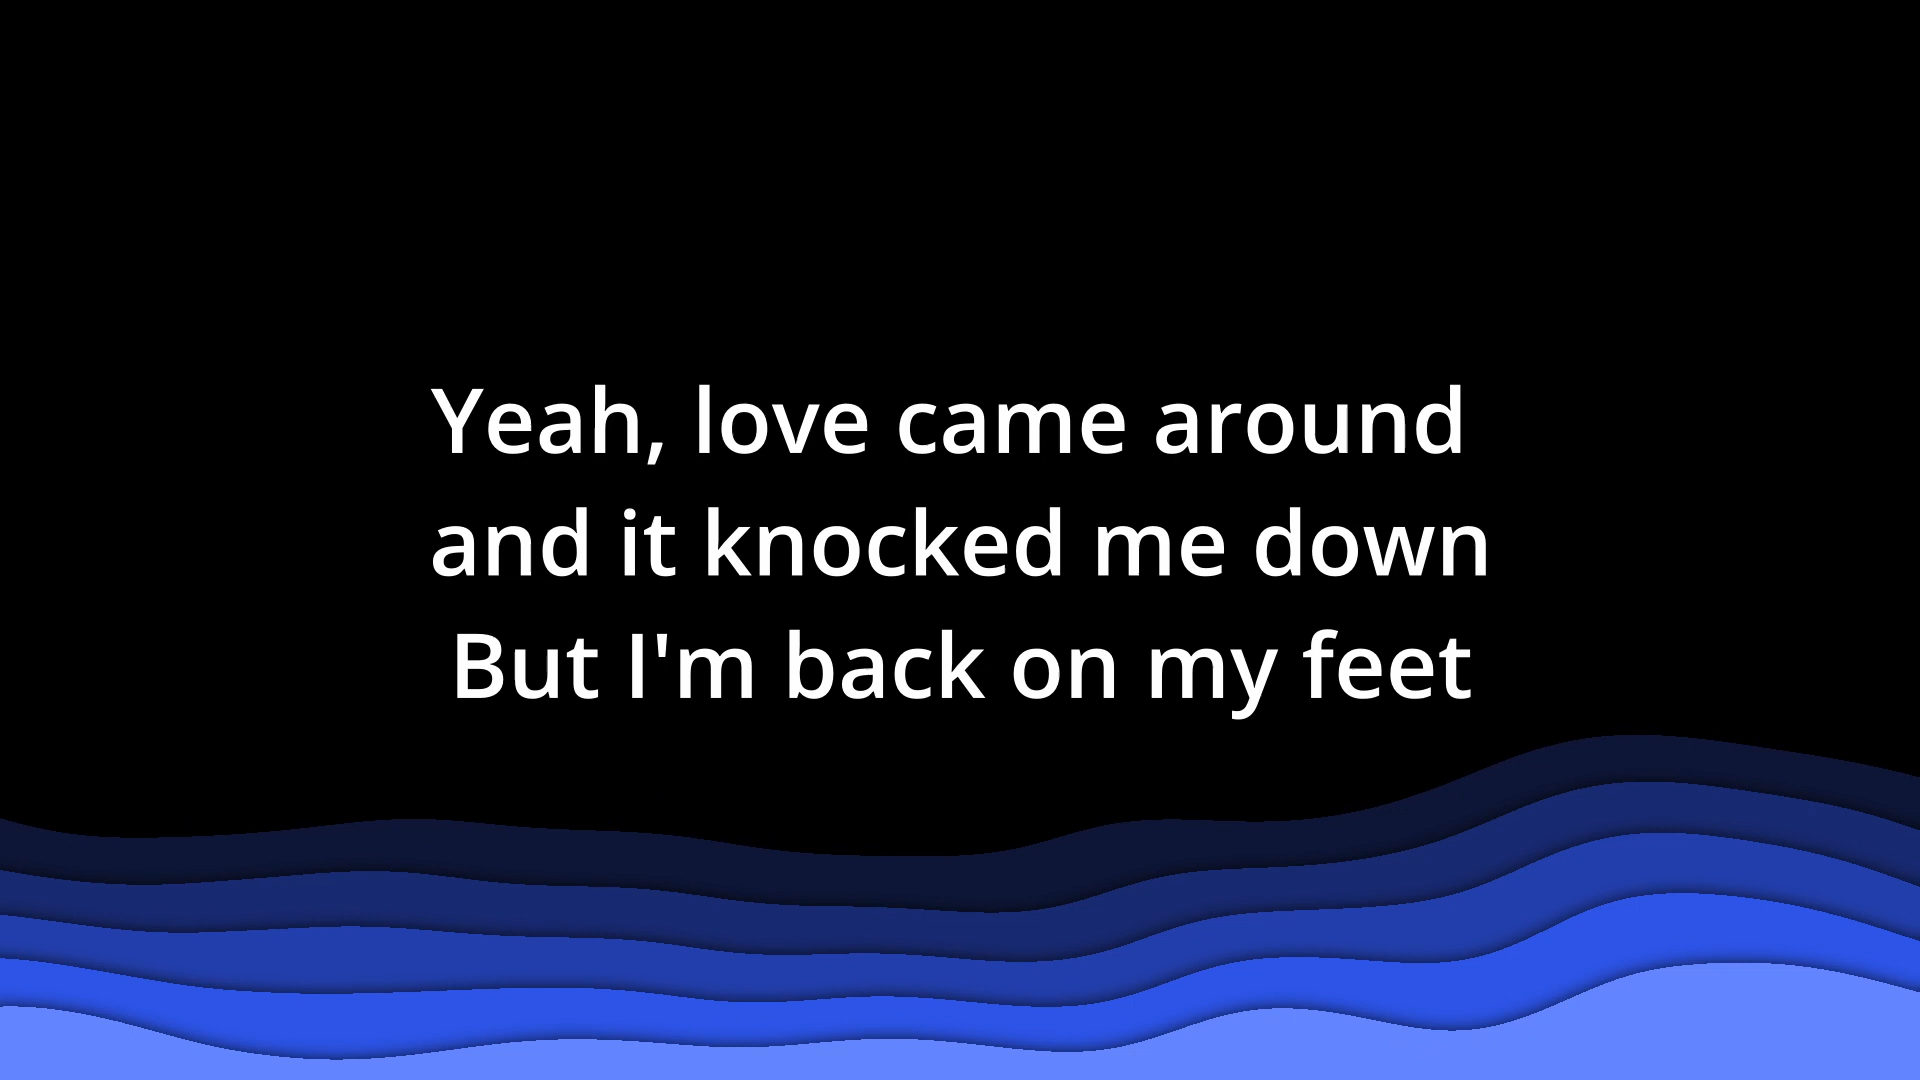 Yeah, love came around
and it knocked me down
But I'm back on my feet